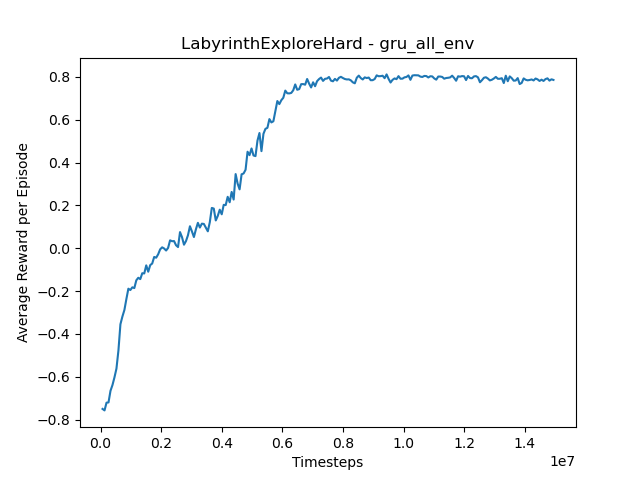 LabyrinthExploreHard - gru_all_env
Average Reward per Episode
0.8
0.6
0.4
0.2
0.0
−0.2
−0.4
−0.6
−0.8
0.0 0.2 0.4 0.6 0.8 1.0 1.2 1.4
1e7
Timesteps